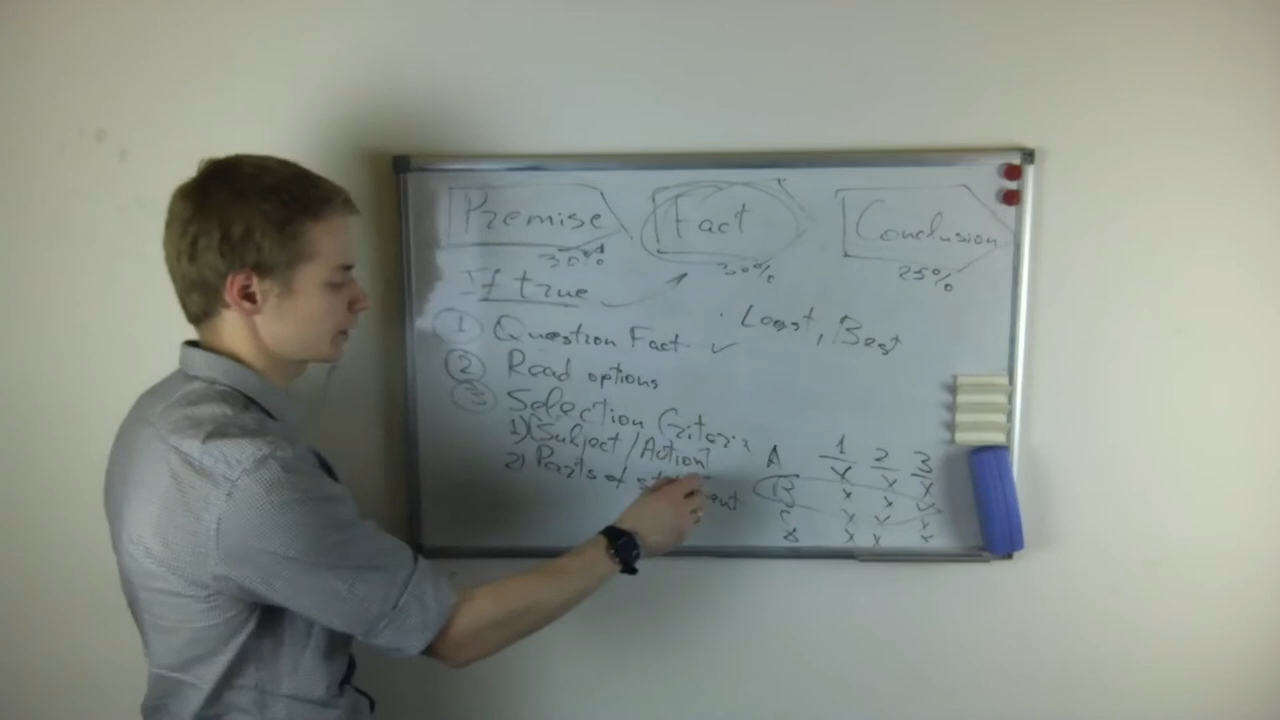 Premise Fact Conclusion
30% 30% 25%
If true
Least, Best
1 Question Fact ✓
2 Read options
3 Selection Criteria
1) Subject / Action
2) Parts of
A 1 2 3
x x x
B x x x
C x x x
x x x